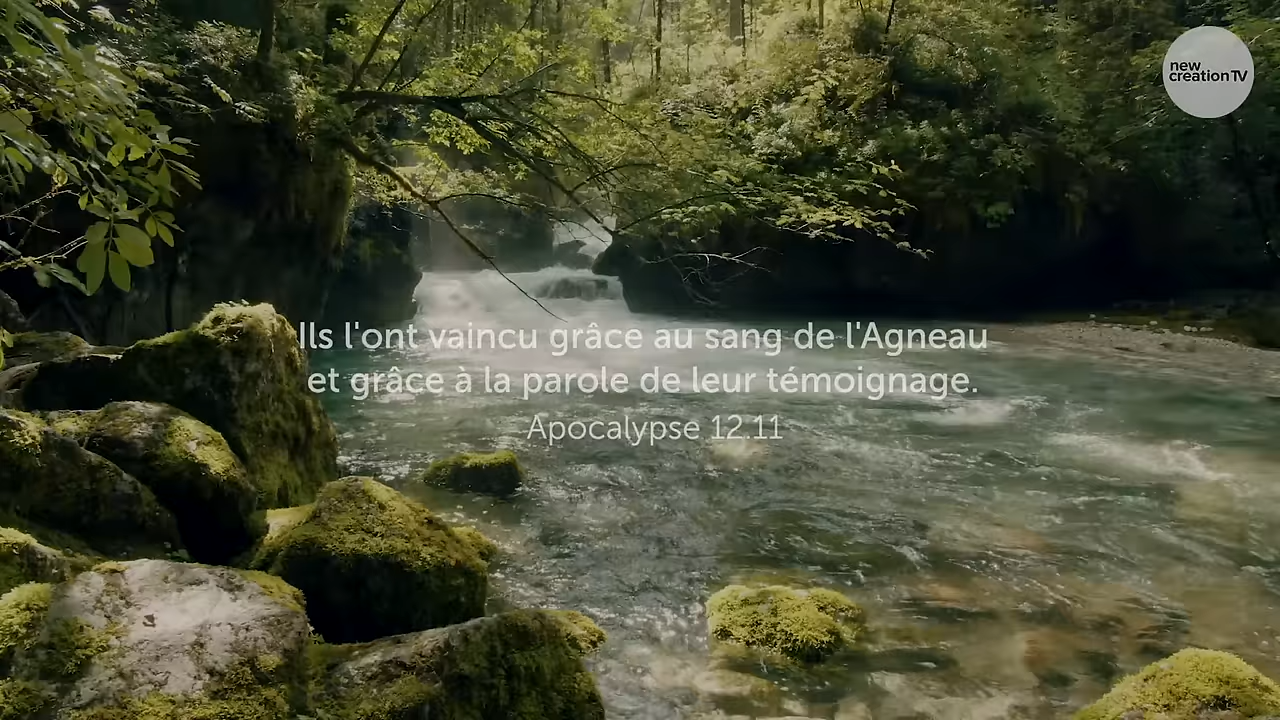 new
creationTV
Ils l'ont vaincu grâce au sang de l'Agneau
et grâce à la parole de leur témoignage.
Apocalypse 12.11